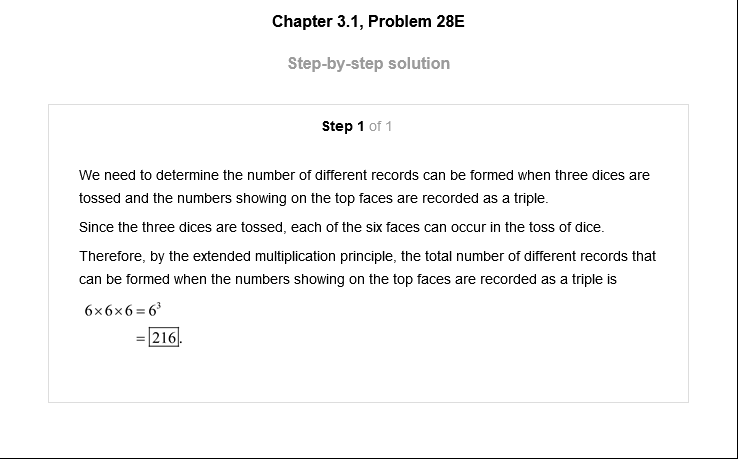 Chapter 3.1, Problem 28E
Step-by-step solution
Step 1 of 1
We need to determine the number of different records can be formed when three dices are
tossed and the numbers showing on the top faces are recorded as a triple.
Since the three dices are tossed, each of the six faces can occur in the toss of dice.
Therefore, by the extended multiplication principle, the total number of different records that
can be formed when the numbers showing on the top faces are recorded as a triple is
6×6×6=6³
=216.